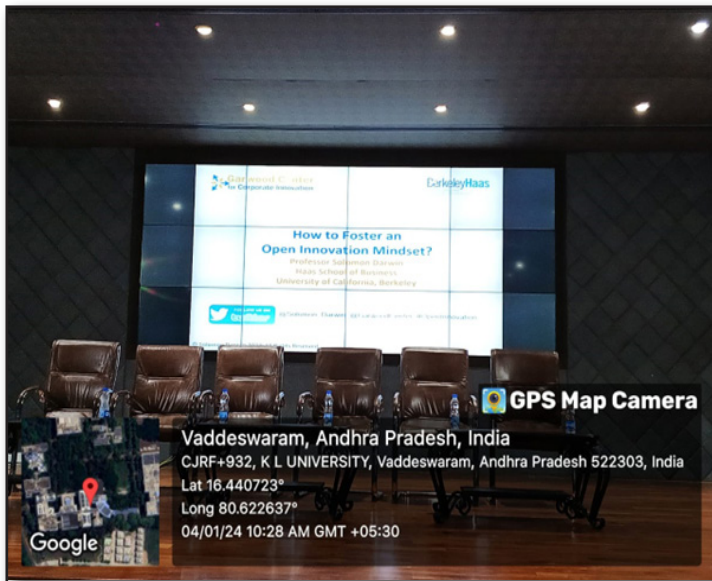 Garwood Center
for Corporate Innovation
BerkeleyHaas
How to Foster an
Open Innovation Mindset?
Professor Solomon Darwin
Haas School of Business
University of California, Berkeley
GPS Map Camera
Vaddeswaram, Andhra Pradesh, India
CJRF+932, K L UNIVERSITY, Vaddeswaram, Andhra Pradesh 522303, India
Lat 16.440723°
Long 80.622637°
04/01/24 10:28 AM GMT +05:30
Google